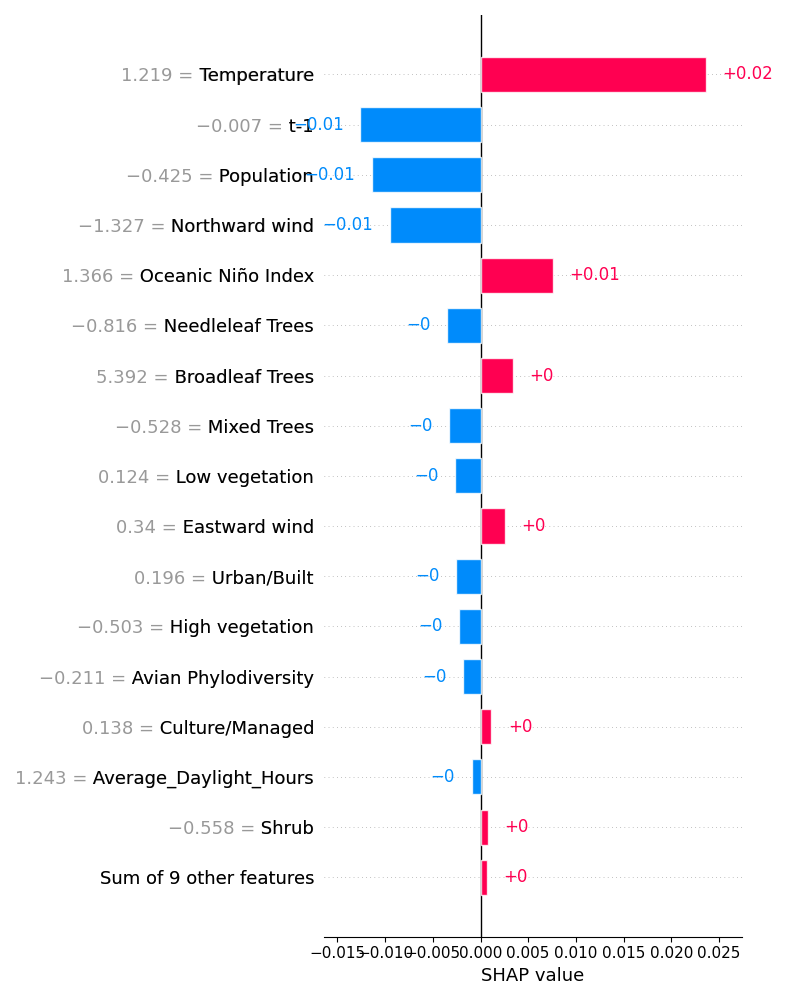 1.219 = Temperature +0.02
−0.007 = t-1 −0.01
−0.425 = Population −0.01
−1.327 = Northward wind −0.01
1.366 = Oceanic Niño Index +0.01
−0.816 = Needleleaf Trees −0
5.392 = Broadleaf Trees +0
−0.528 = Mixed Trees −0
0.124 = Low vegetation −0
0.34 = Eastward wind +0
0.196 = Urban/Built −0
−0.503 = High vegetation −0
−0.211 = Avian Phylodiversity −0
0.138 = Culture/Managed +0
1.243 = Average_Daylight_Hours −0
−0.558 = Shrub +0
Sum of 9 other features +0
−0.015 −0.010 −0.005 0.000 0.005 0.010 0.015 0.020 0.025
SHAP value